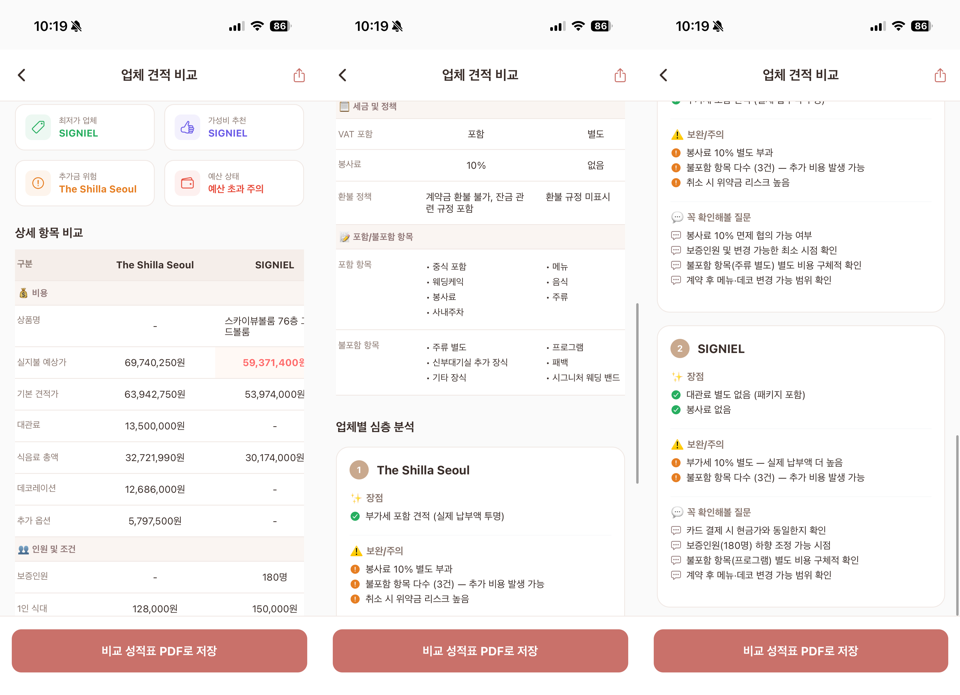 10:19
86
업체 견적 비교
최저가 업체
SIGNIEL
가성비 추천
SIGNIEL
추가금 위험
The Shilla Seoul
예산 상태
예산 초과 주의
상세 항목 비교
구분 The Shilla Seoul SIGNIEL
비용
상품명 - 스카이뷰볼룸 76층
드볼룸
실지불 예상가 69,740,250원 59,371,400원
기본 견적가 63,942,750원 53,974,000원
대관료 13,500,000원 -
식음료 총액 32,721,990원 30,174,000원
데코레이션 12,686,000원 -
추가 옵션 5,797,500원 -
인원 및 조건
보증인원 - 180명
1인 식대 128,000원 150,000원
비교 성적표 PDF로 저장
10:19
86
업체 견적 비교
세금 및 정책
VAT 포함 포함 별도
봉사료 10% 없음
환불 정책 계약금 환불 불가, 잔금 관 환불 규정 미표시
련 규정 포함
포함/불포함 항목
포함 항목 • 중식 포함 • 메뉴
• 웨딩케익 • 음식
• 봉사료 • 주류
• 사내주차
불포함 항목 • 주류 별도 • 프로그램
• 신부대기실 추가 장식 • 패백
• 기타 장식 • 시그니처 웨딩 밴드
업체별 심층 분석
1 The Shilla Seoul
장점
부가세 포함 견적 (실제 납부액 투명)
보완/주의
봉사료 10% 별도 부과
불포함 항목 다수 (3건) — 추가 비용 발생 가능
취소 시 위약금 리스크 높음
비교 성적표 PDF로 저장
10:19
86
업체 견적 비교
보완/주의
봉사료 10% 별도 부과
불포함 항목 다수 (3건) — 추가 비용 발생 가능
취소 시 위약금 리스크 높음
꼭 확인해볼 질문
봉사료 10% 면제 협의 가능 여부
보증인원 및 변경 가능한 최소 시점 확인
불포함 항목(주류 별도) 별도 비용 구체적 확인
계약 후 메뉴·데코 변경 가능 범위 확인
2 SIGNIEL
장점
대관료 별도 없음 (패키지 포함)
봉사료 없음
보완/주의
부가세 10% 별도 — 실제 납부액 더 높음
불포함 항목 다수 (3건) — 추가 비용 발생 가능
꼭 확인해볼 질문
카드 결제 시 현금가와 동일한지 확인
보증인원(180명) 하향 조정 가능 시점
불포함 항목(프로그램) 별도 비용 구체적 확인
계약 후 메뉴·데코 변경 가능 범위 확인
비교 성적표 PDF로 저장